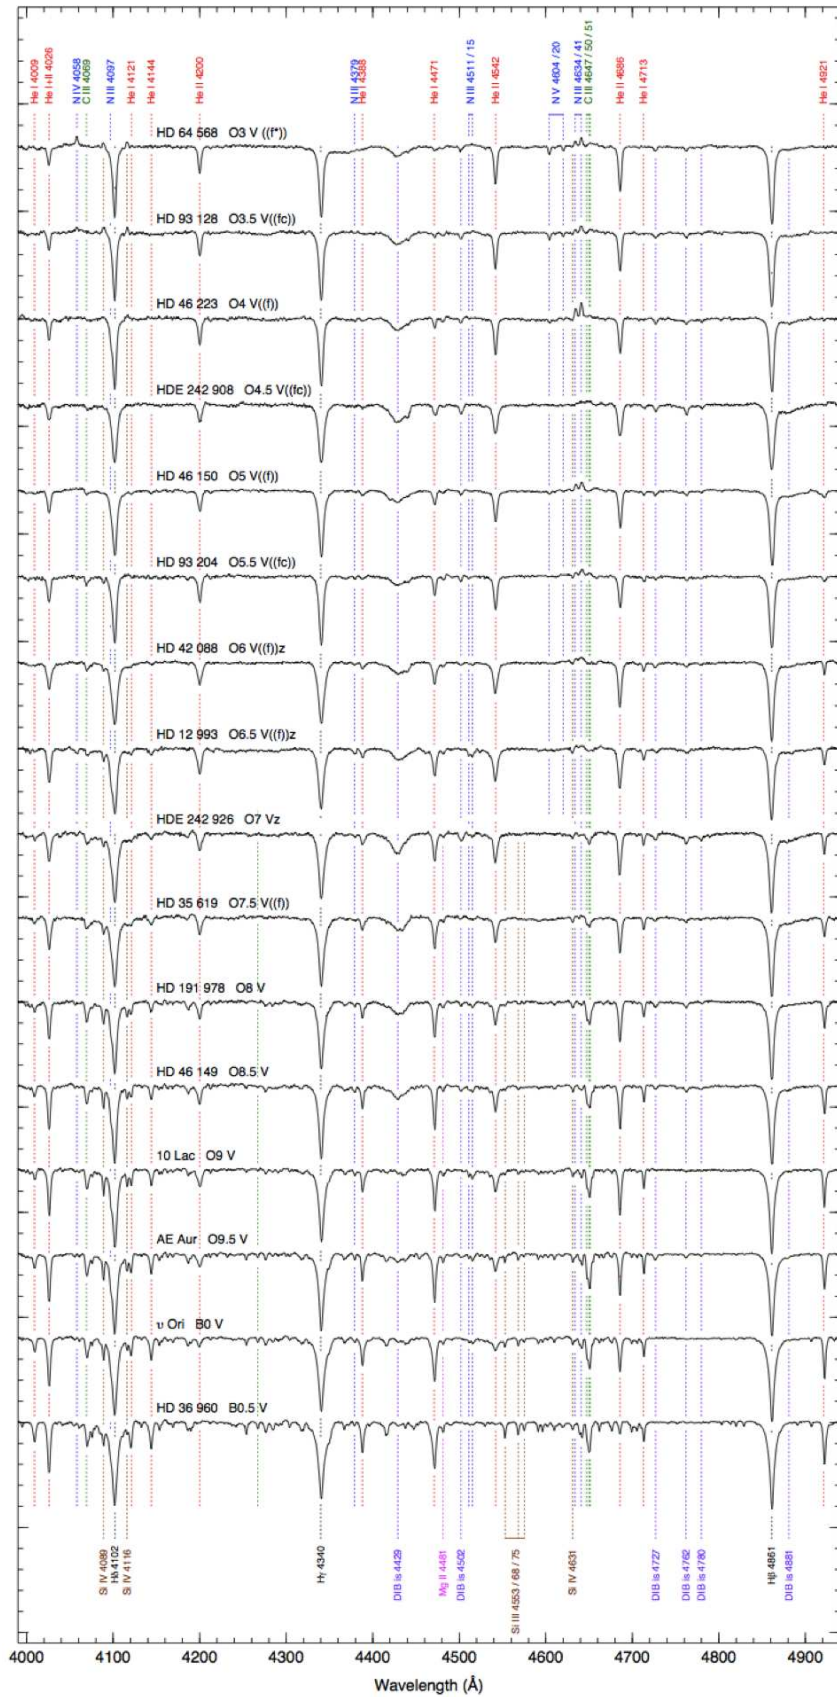 He I 4009
He I+II 4026
N IV 4058
C III 4069
N III 4097
He I 4121
He I 4144
He II 4200
N III 4379
He I 4388
He I 4471
N III 4511 / 15
He II 4542
N V 4604 / 20
N III 4634 / 41
C III 4647 / 50 / 51
He II 4686
He I 4713
He I 4921
HD 64 568 O3 V ((f*))
HD 93 128 O3.5 V((fc))
HD 46 223 O4 V((f))
HDE 242 908 O4.5 V((fc))
HD 46 150 O5 V((f))
HD 93 204 O5.5 V((fc))
HD 42 088 O6 V((f))z
HD 12 993 O6.5 V((f))z
HDE 242 926 O7 Vz
HD 35 619 O7.5 V((f))
HD 191 978 O8 V
HD 46 149 O8.5 V
10 Lac O9 V
AE Aur O9.5 V
υ Ori B0 V
HD 36 960 B0.5 V
Si IV 4089
Hδ 4102
Si IV 4116
Hγ 4340
DIB is 4429
Mg II 4481
DIB is 4502
Si III 4553 / 68 / 75
Si IV 4631
DIB is 4727
DIB is 4762
DIB is 4780
Hβ 4861
DIB is 4881
4000 4100 4200 4300 4400 4500 4600 4700 4800 4900
Wavelength (Å)